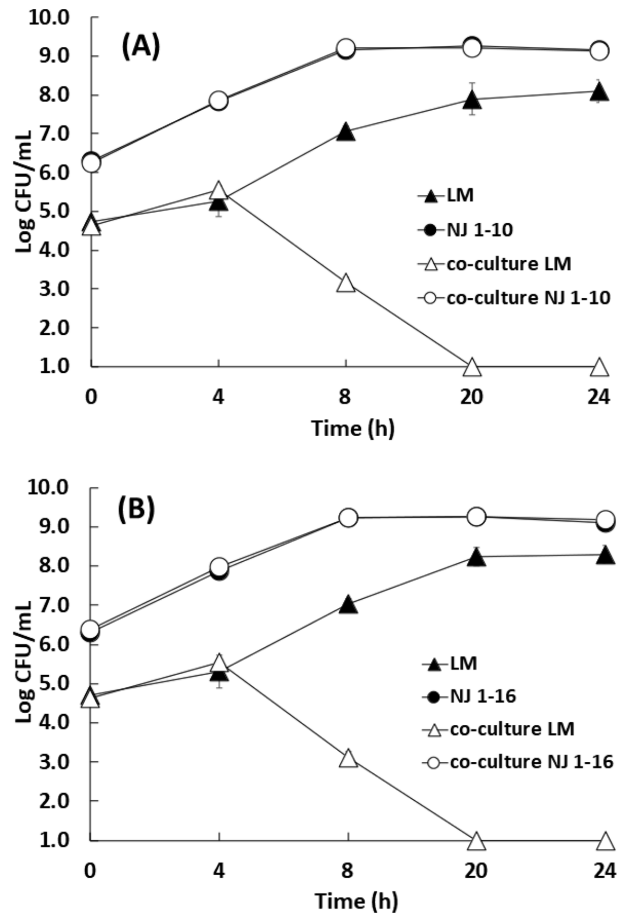 (A)
10.0
9.0
8.0
7.0
6.0
5.0
4.0
3.0
2.0
1.0
Log CFU/mL
LM
NJ 1-10
co-culture LM
co-culture NJ 1-10
0 4 8 20 24
Time (h)
(B)
10.0
9.0
8.0
7.0
6.0
5.0
4.0
3.0
2.0
1.0
Log CFU/mL
LM
NJ 1-16
co-culture LM
co-culture NJ 1-16
0 4 8 20 24
Time (h)